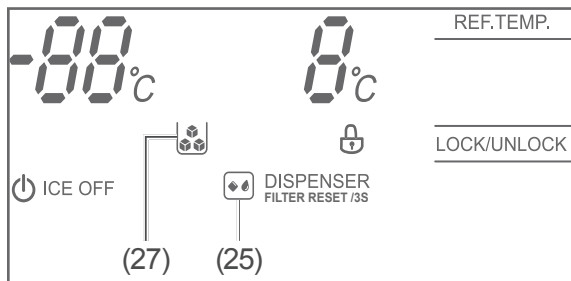 -88°C
8°C
REF.TEMP.
LOCK/UNLOCK
ICE OFF
DISPENSER
FILTER RESET /3S
(27)
(25)